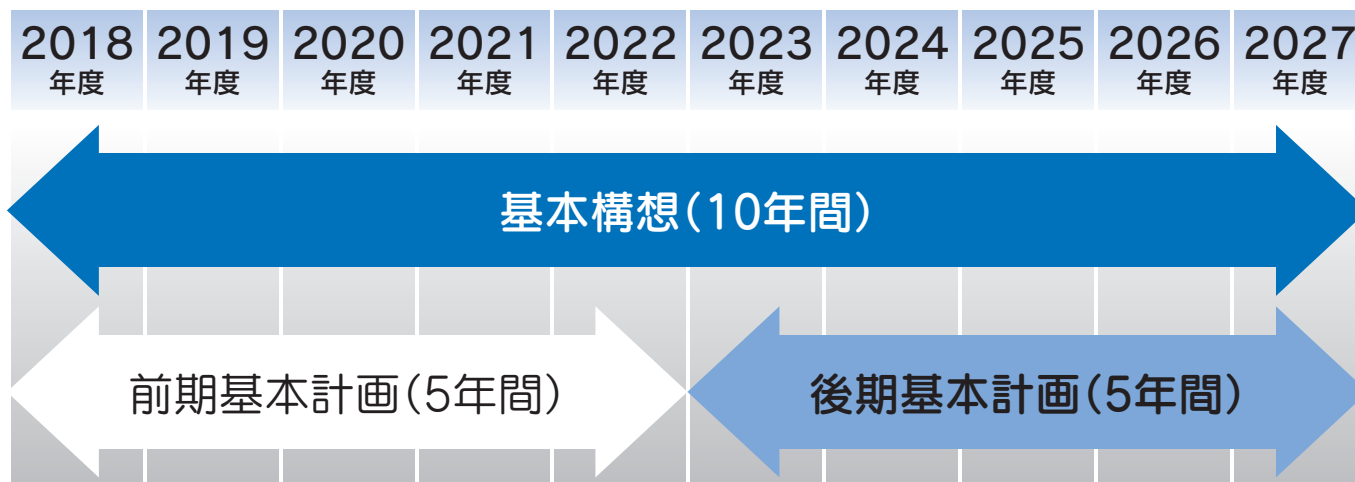 2018 2019 2020 2021 2022 2023 2024 2025 2026 2027
年度 年度 年度 年度 年度 年度 年度 年度 年度 年度
基本構想(10年間)
前期基本計画(5年間) 後期基本計画(5年間)